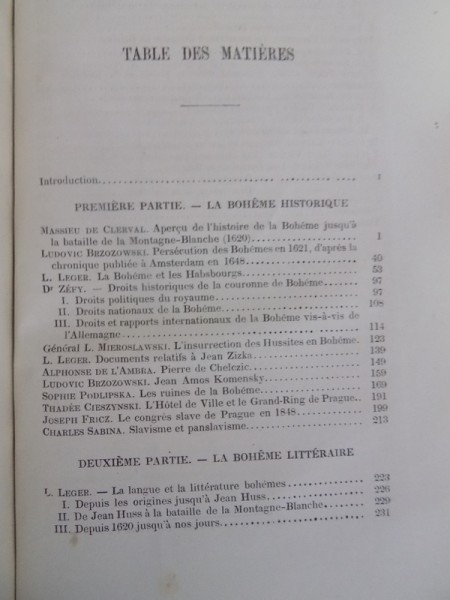 TABLE DES MATIÈRES
Introduction
PREMIÈRE PARTIE. — LA BOHÊME HISTORIQUE
MASSIEU DE CLERVAL. Aperçu de l'histoire de la Bohême jusqu'à
la bataille de la Montagne-Blanche (1620) 1
LUDOVIC BRZOZOWSKI. Persécution des Bohêmes en 1621, d'après la
chronique publiée à Amsterdam en 1648 40
L. LEGER. La Bohême et les Habsbourgs 53
Dr ZÉFY. — Droits historiques de la couronne de Bohême 97
I. Droits politiques du royaume 97
II. Droits nationaux de la Bohême 108
III. Droits et rapports internationaux de la Bohême vis-à-vis de
l'Allemagne 114
Général L. MIEROSLAWSKI. L'insurrection des Hussites en Bohême. 123
L. LEGER. Documents relatifs à Jean Zizka 139
ALPHONSE DE L'AMBRA. Pierre de Chelczic 149
LUDOVIC BRZOZOWSKI. Jean Amos Komensky 159
SOPHIE PODLIPSKA. Les ruines de la Bohême 169
THADÉE CIESZYNSKI. L'Hôtel de Ville et le Grand-Ring de Prague.. 191
JOSEPH FRICZ. Le congrès slave de Prague en 1848 199
CHARLES SABINA. Slavisme et panslavisme 213
DEUXIÈME PARTIE. — LA BOHÊME LITTÉRAIRE
L. LEGER. — La langue et la littérature bohêmes 223
I. Depuis les origines jusqu'à Jean Huss 226
II. De Jean Huss à la bataille de la Montagne-Blanche 229
III. Depuis 1620 jusqu'à nos jours 231